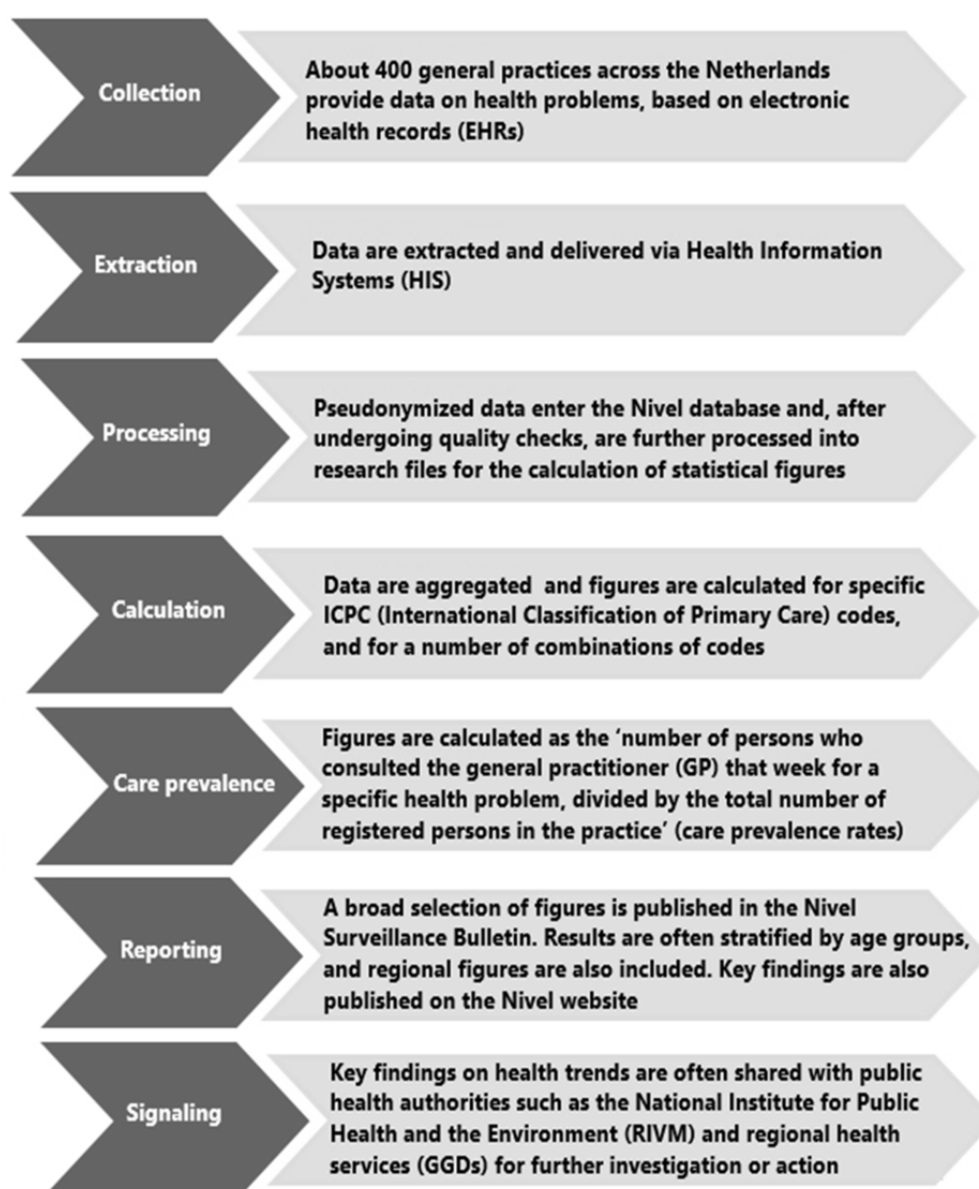 Collection
About 400 general practices across the Netherlands
provide data on health problems, based on electronic
health records (EHRs)
Extraction
Data are extracted and delivered via Health Information
Systems (HIS)
Processing
Pseudonymized data enter the Nivel database and, after
undergoing quality checks, are further processed into
research files for the calculation of statistical figures
Calculation
Data are aggregated and figures are calculated for specific
ICPC (International Classification of Primary Care) codes,
and for a number of combinations of codes
Care prevalence
Figures are calculated as the ‘number of persons who
consulted the general practitioner (GP) that week for a
specific health problem, divided by the total number of
registered persons in the practice’ (care prevalence rates)
Reporting
A broad selection of figures is published in the Nivel
Surveillance Bulletin. Results are often stratified by age groups,
and regional figures are also included. Key findings are also
published on the Nivel website
Signaling
Key findings on health trends are often shared with public
health authorities such as the National Institute for Public
Health and the Environment (RIVM) and regional health
services (GGDs) for further investigation or action